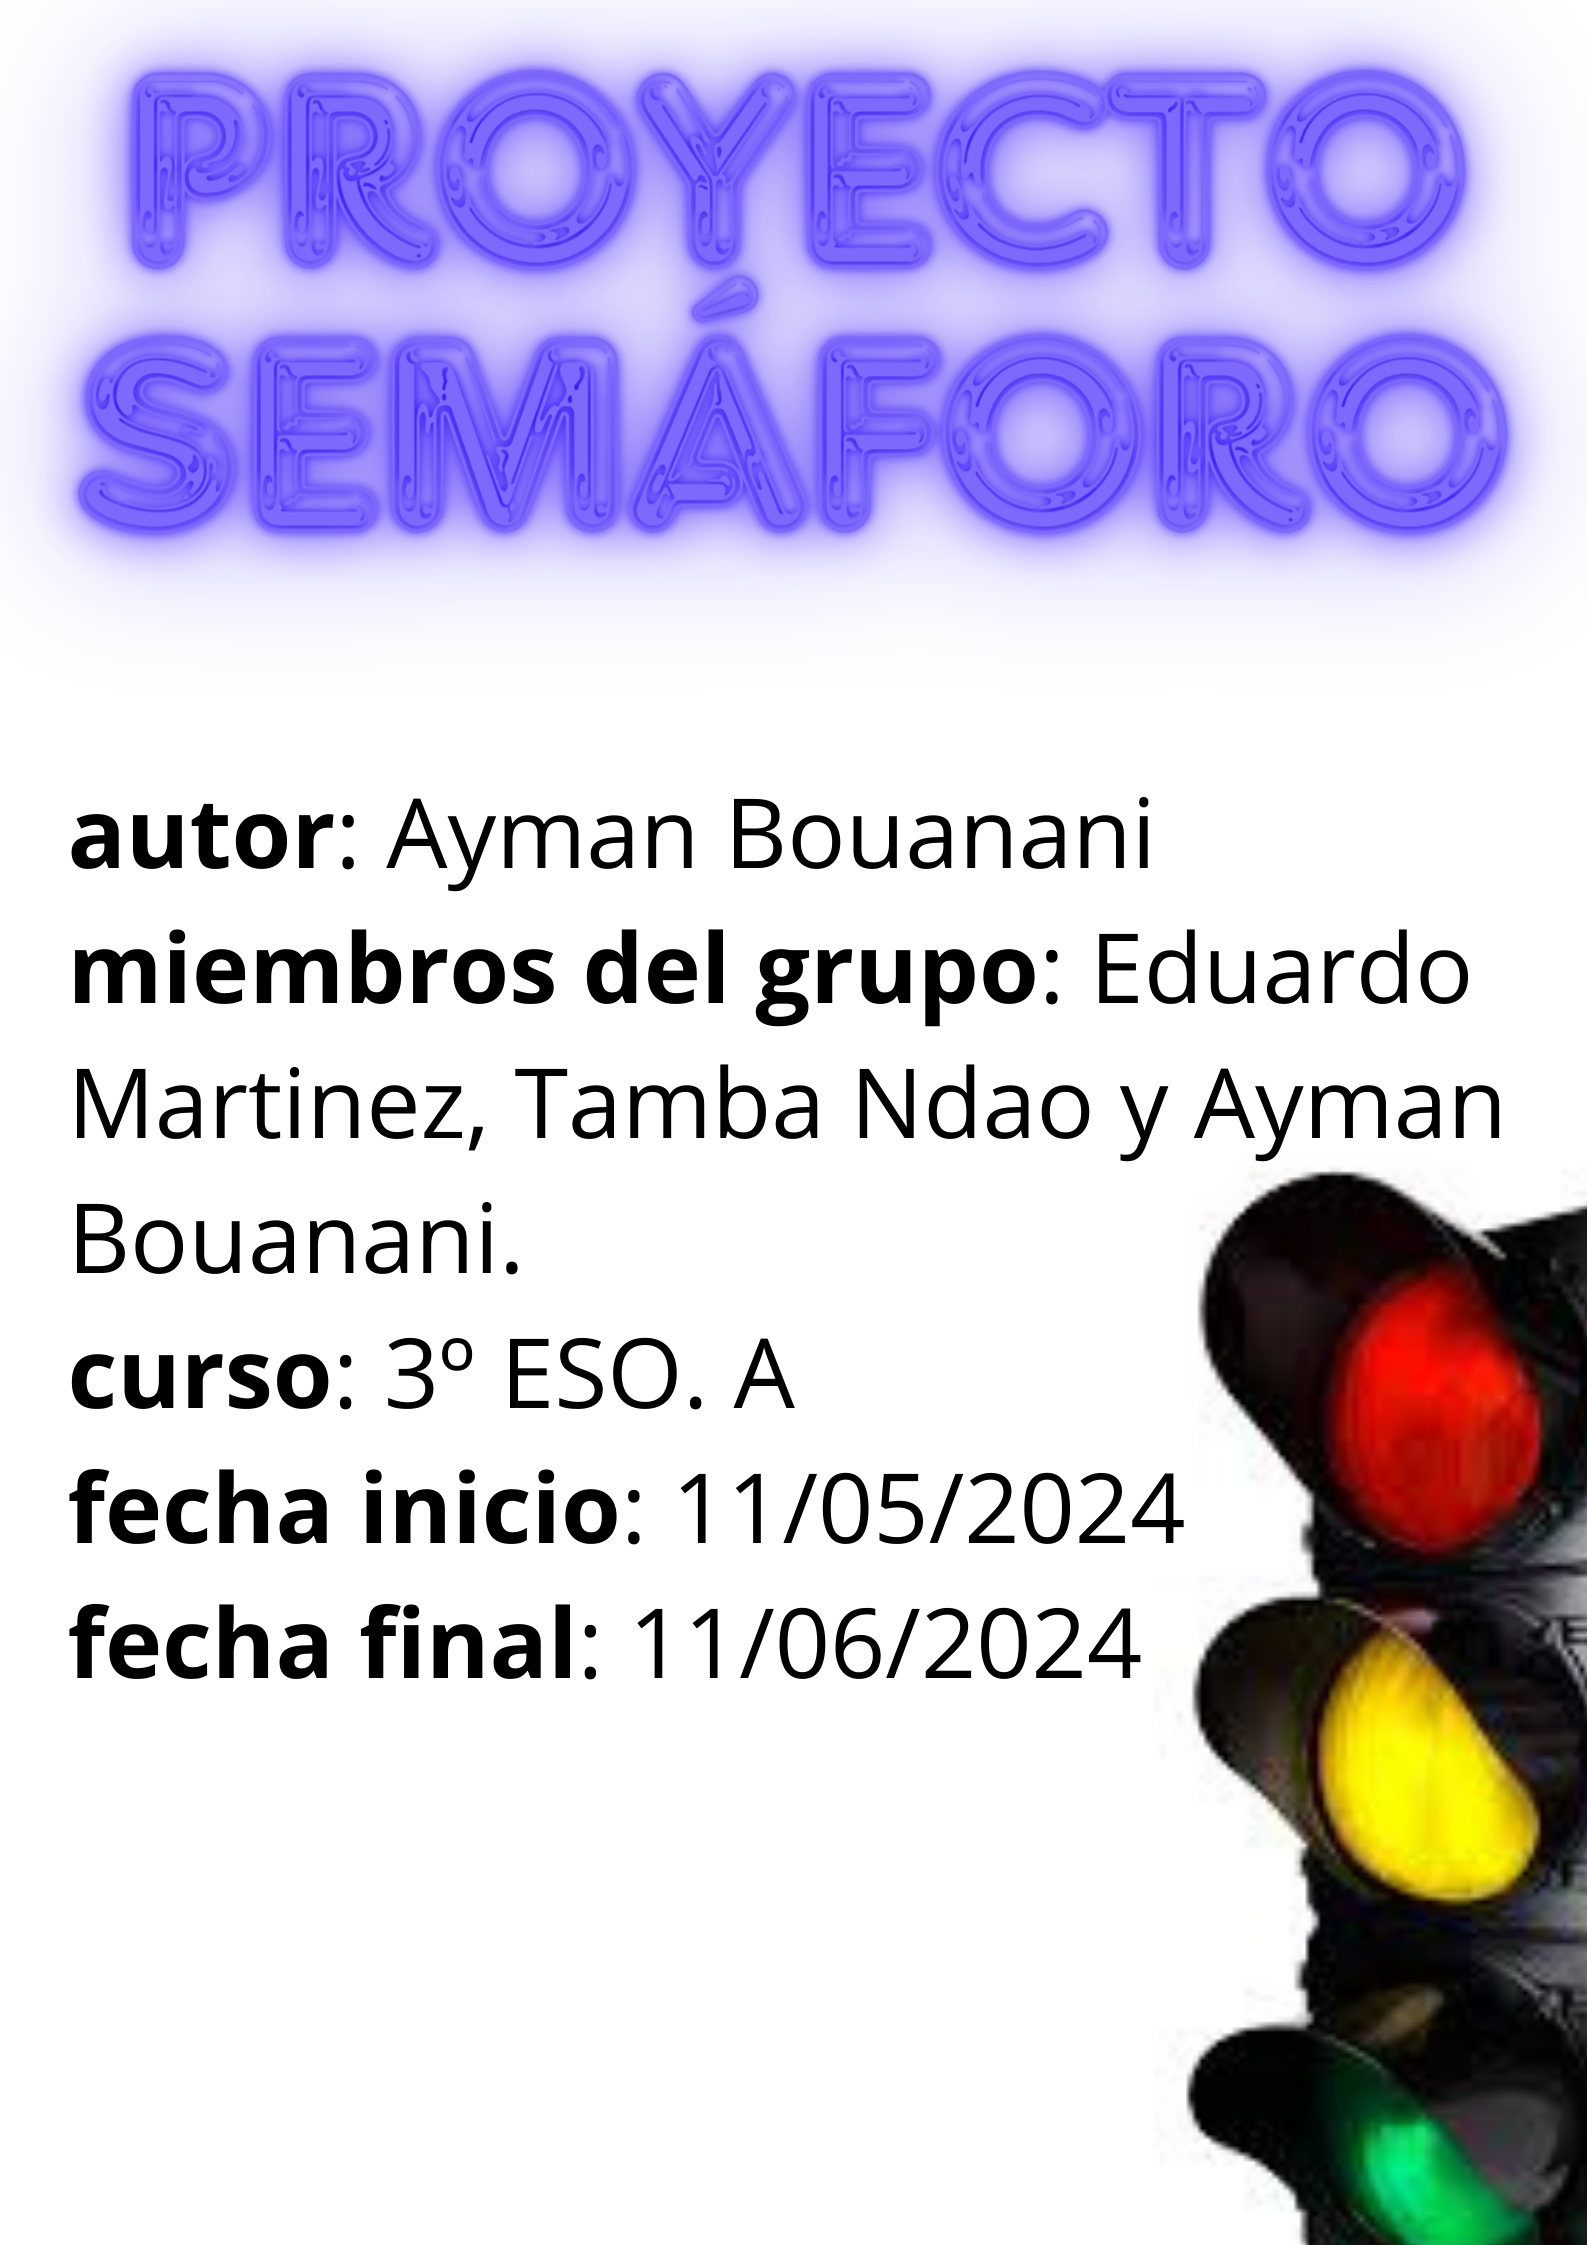 PROYECTO
SEMÁFORO
autor: Ayman Bouanani
miembros del grupo: Eduardo
Martinez, Tamba Ndao y Ayman
Bouanani.
curso: 3º ESO. A
fecha inicio: 11/05/2024
fecha final: 11/06/2024